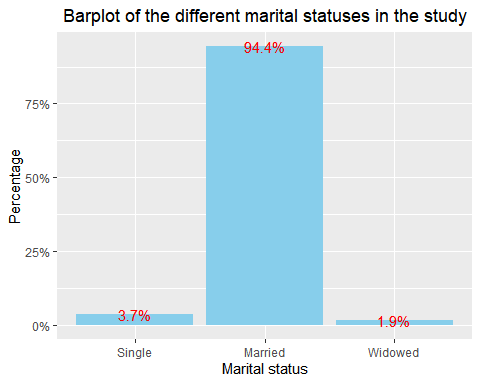 Barplot of the different marital statuses in the study
94.4%
75%
50%
25%
3.7%
1.9%
0%
Percentage
Single Married Widowed
Marital status